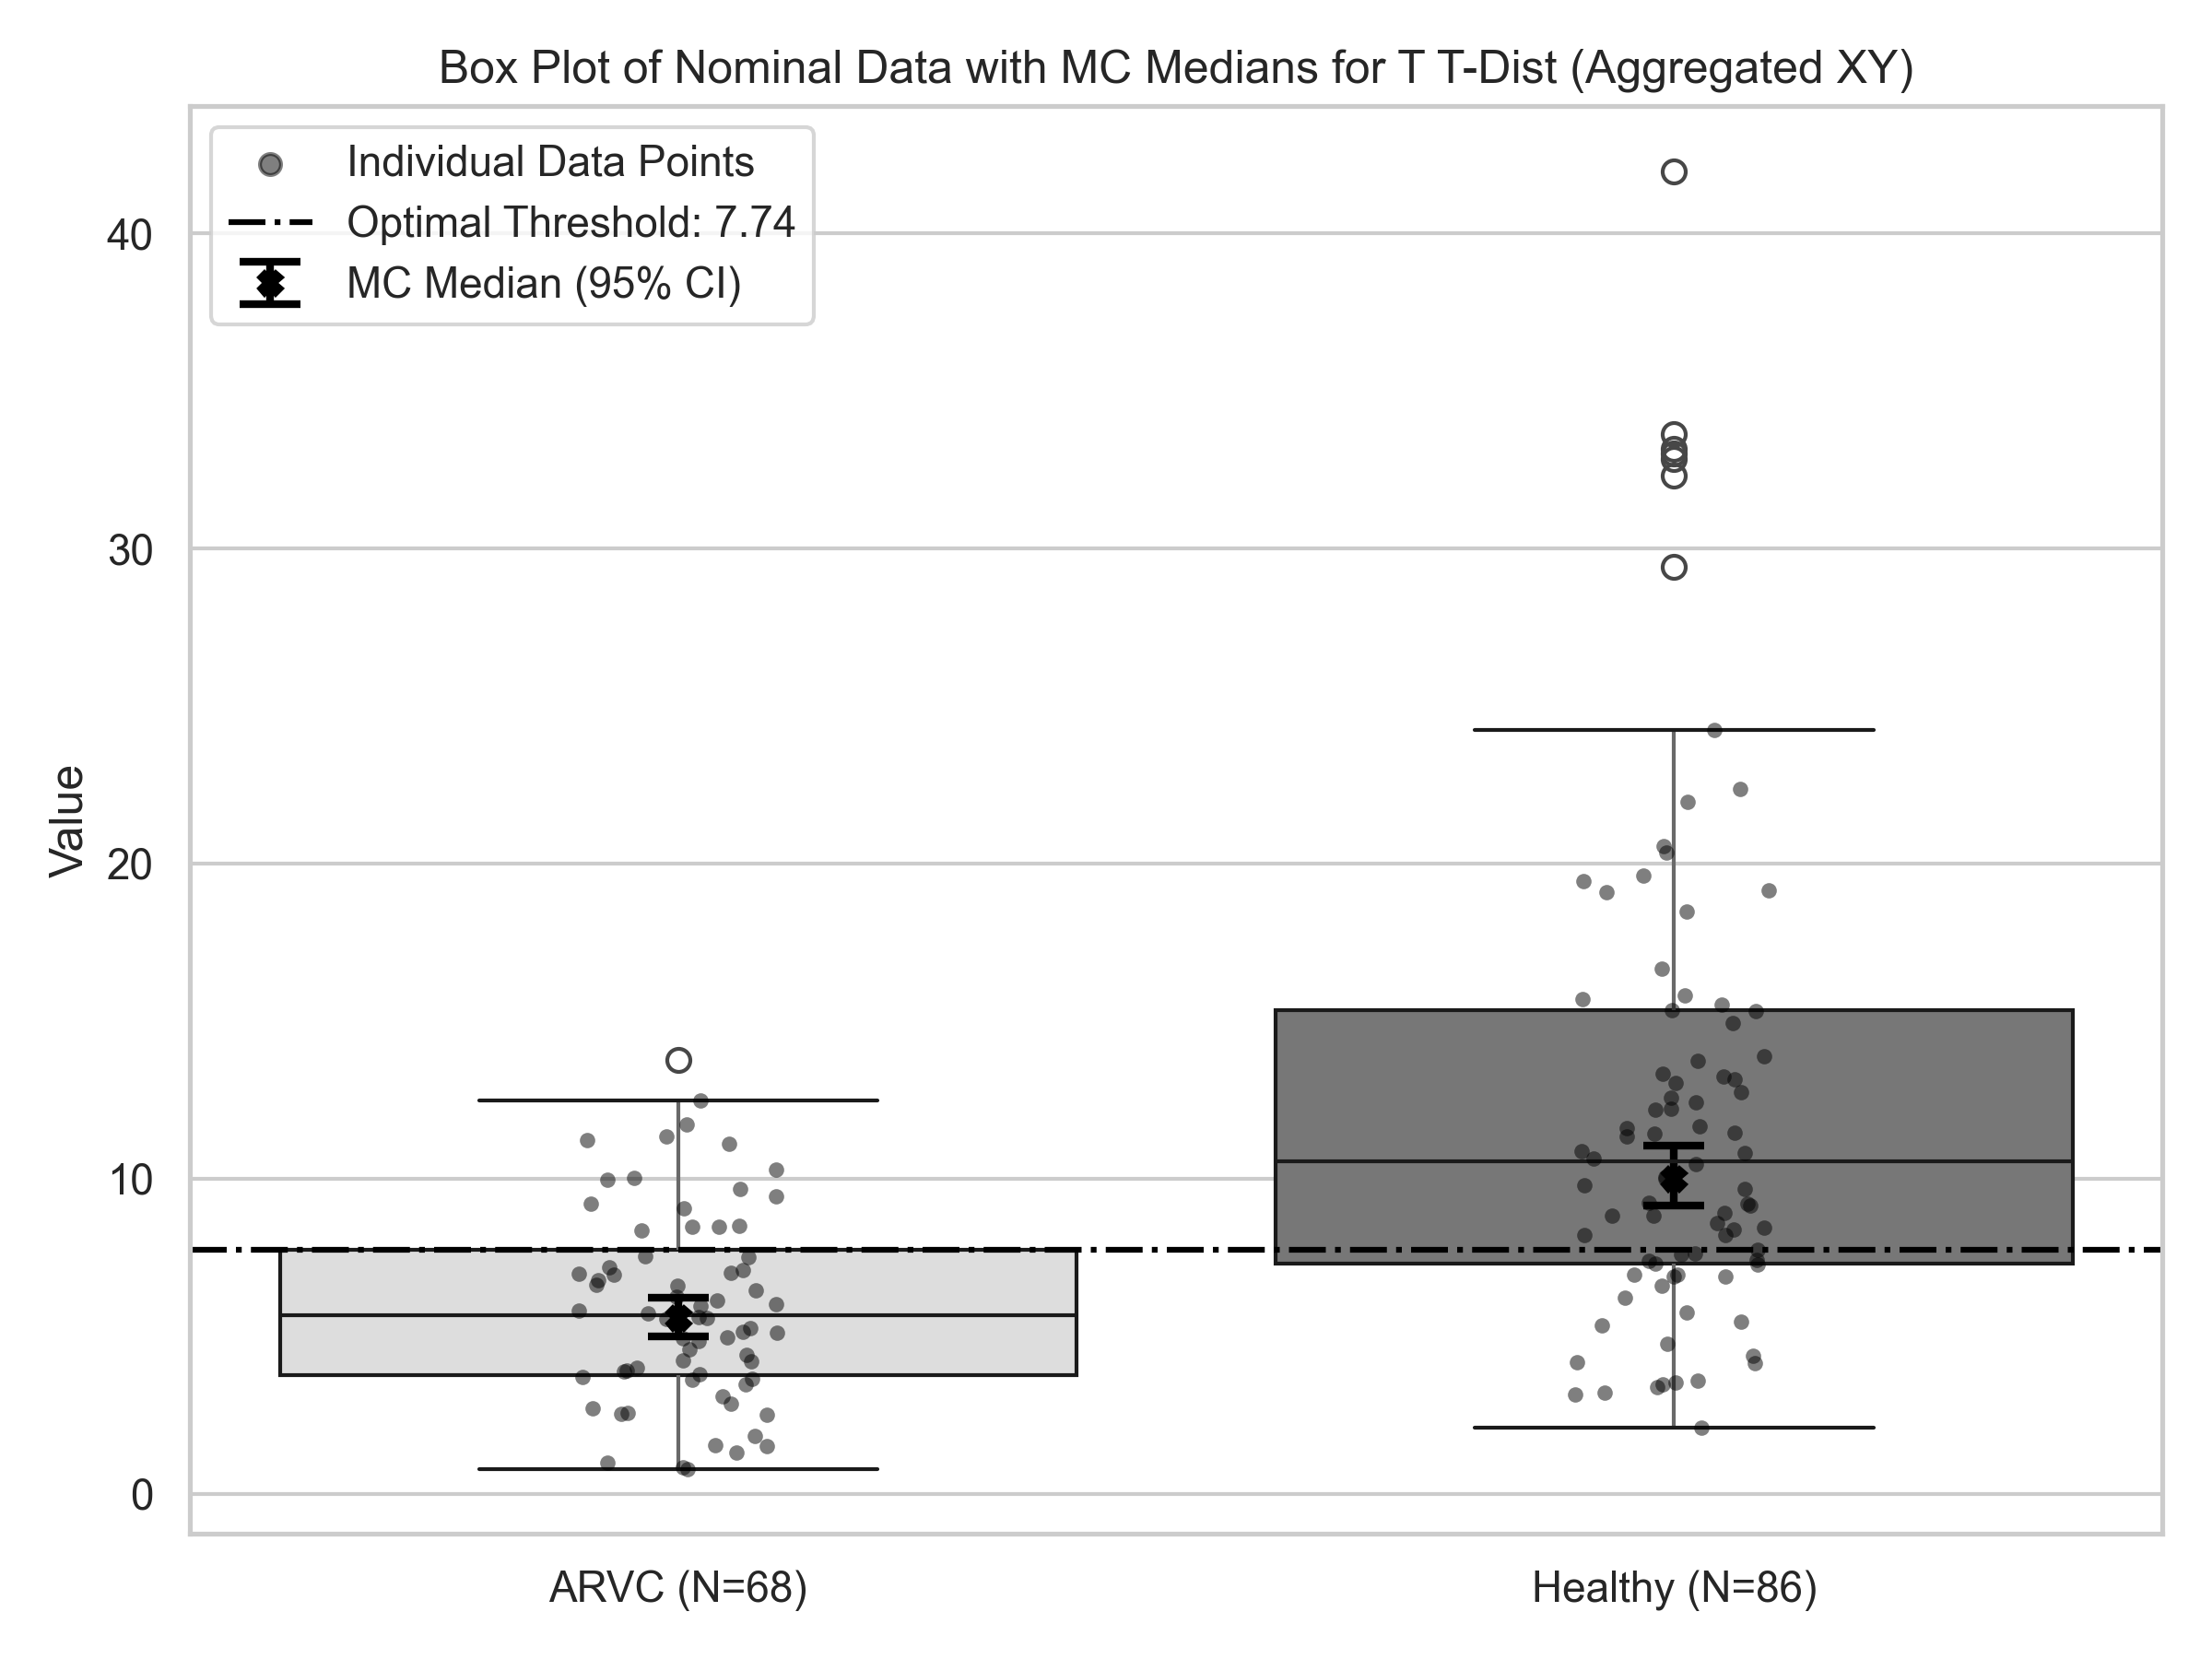 Box Plot of Nominal Data with MC Medians for T T-Dist (Aggregated XY)
Individual Data Points
Optimal Threshold: 7.74
MC Median (95% CI)
Value
40
30
20
10
0
ARVC (N=68)
Healthy (N=86)